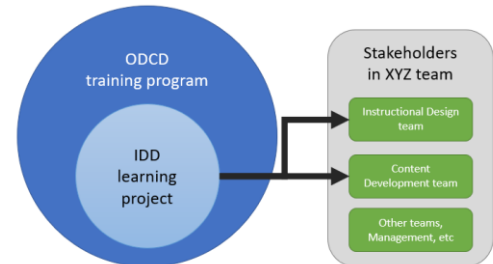 ODCD
training program
IDD
learning
project
Stakeholders
in XYZ team
Instructional Design
team
Content
Development team
Other teams,
Management, etc